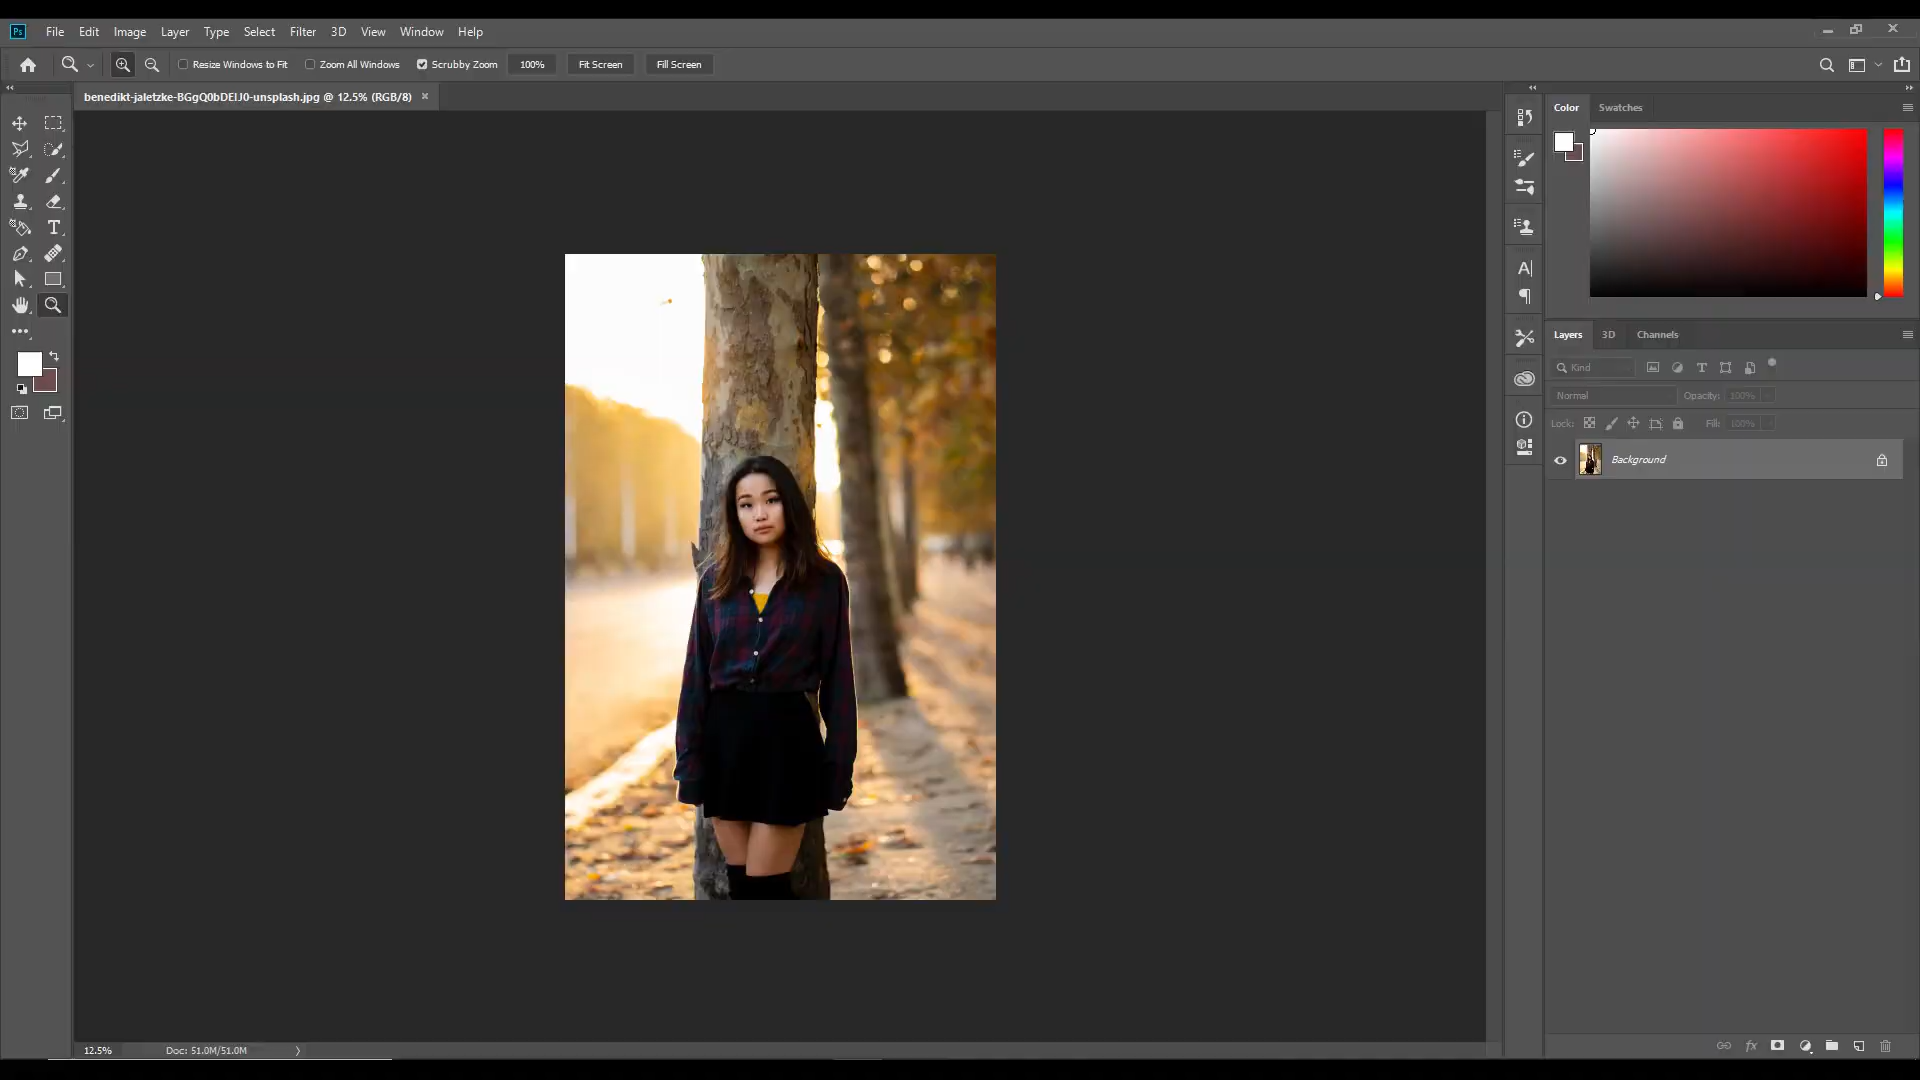 Ps File Edit Image Layer Type Select Filter 3D View Window Help
Resize Windows to Fit Zoom All Windows Scrubby Zoom 100% Fit Screen Fill Screen
benedikt-jaletzke-BGgQ0bDEIJ0-unsplash.jpg @ 12.5% (RGB/8)
Color Swatches
Layers 3D Channels
Kind
Normal Opacity: 100%
Lock: Fill: 100%
Background
12.5% Doc: 51.0M/51.0M